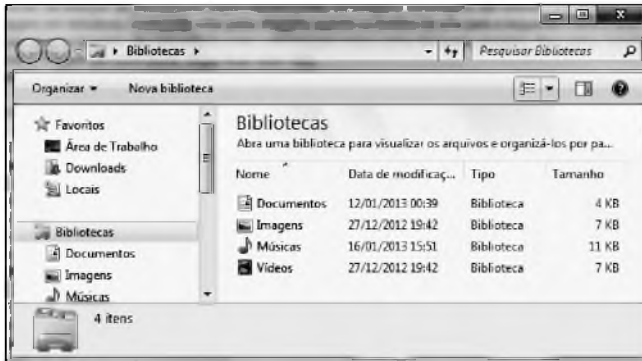 Bibliotecas
Pesquisar Bibliotecas
Organizar
Nova biblioteca
Favoritos
Área de Trabalho
Downloads
Locais
Bibliotecas
Documentos
Imagens
Músicas
Bibliotecas
Abra uma biblioteca para visualizar os arquivos e organizá-los por pa...
Nome Data de modificaç... Tipo Tamanho
Documentos 12/01/2013 00:39 Biblioteca 4 KB
Imagens 27/12/2012 19:42 Biblioteca 7 KB
Músicas 16/01/2013 15:51 Biblioteca 11 KB
Vídeos 27/12/2012 19:42 Biblioteca 7 KB
4 itens